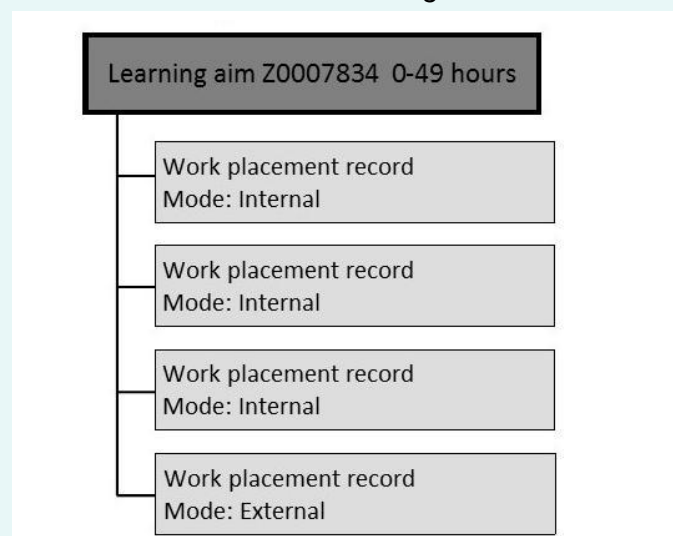 Learning aim Z0007834 0-49 hours
Work placement record
Mode: Internal
Work placement record
Mode: Internal
Work placement record
Mode: Internal
Work placement record
Mode: External